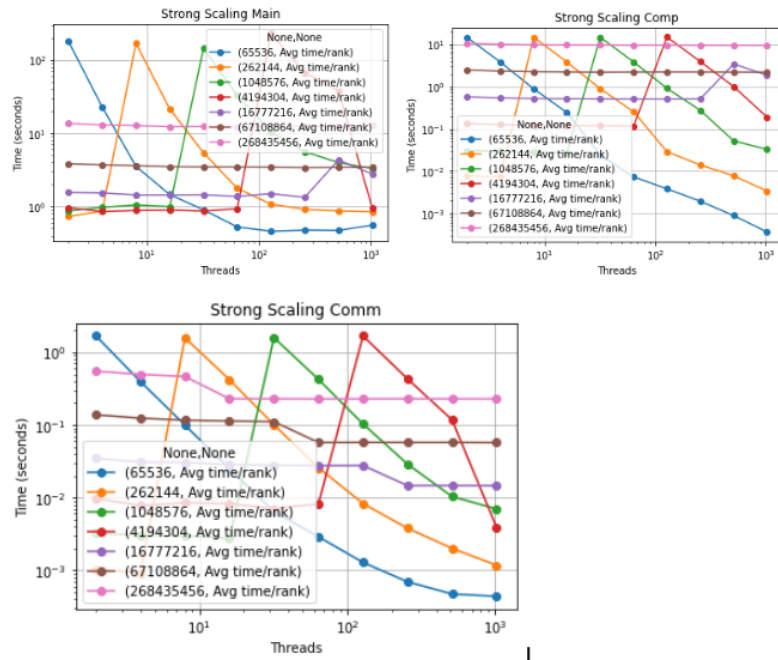 Strong Scaling Main
Time (seconds)
10²
10¹
10⁰
None,None
(65536, Avg time/rank)
(262144, Avg time/rank)
(1048576, Avg time/rank)
(4194304, Avg time/rank)
(16777216, Avg time/rank)
(67108864, Avg time/rank)
(268435456, Avg time/rank)
10¹ 10² 10³
Threads
Strong Scaling Comp
Time (seconds)
10¹
10⁰
10⁻¹
10⁻²
10⁻³
None,None
(65536, Avg time/rank)
(262144, Avg time/rank)
(1048576, Avg time/rank)
(4194304, Avg time/rank)
(16777216, Avg time/rank)
(67108864, Avg time/rank)
(268435456, Avg time/rank)
10¹ 10² 10³
Threads
Strong Scaling Comm
Time (seconds)
10⁰
10⁻¹
10⁻²
10⁻³
None,None
(65536, Avg time/rank)
(262144, Avg time/rank)
(1048576, Avg time/rank)
(4194304, Avg time/rank)
(16777216, Avg time/rank)
(67108864, Avg time/rank)
(268435456, Avg time/rank)
10¹ 10² 10³
Threads